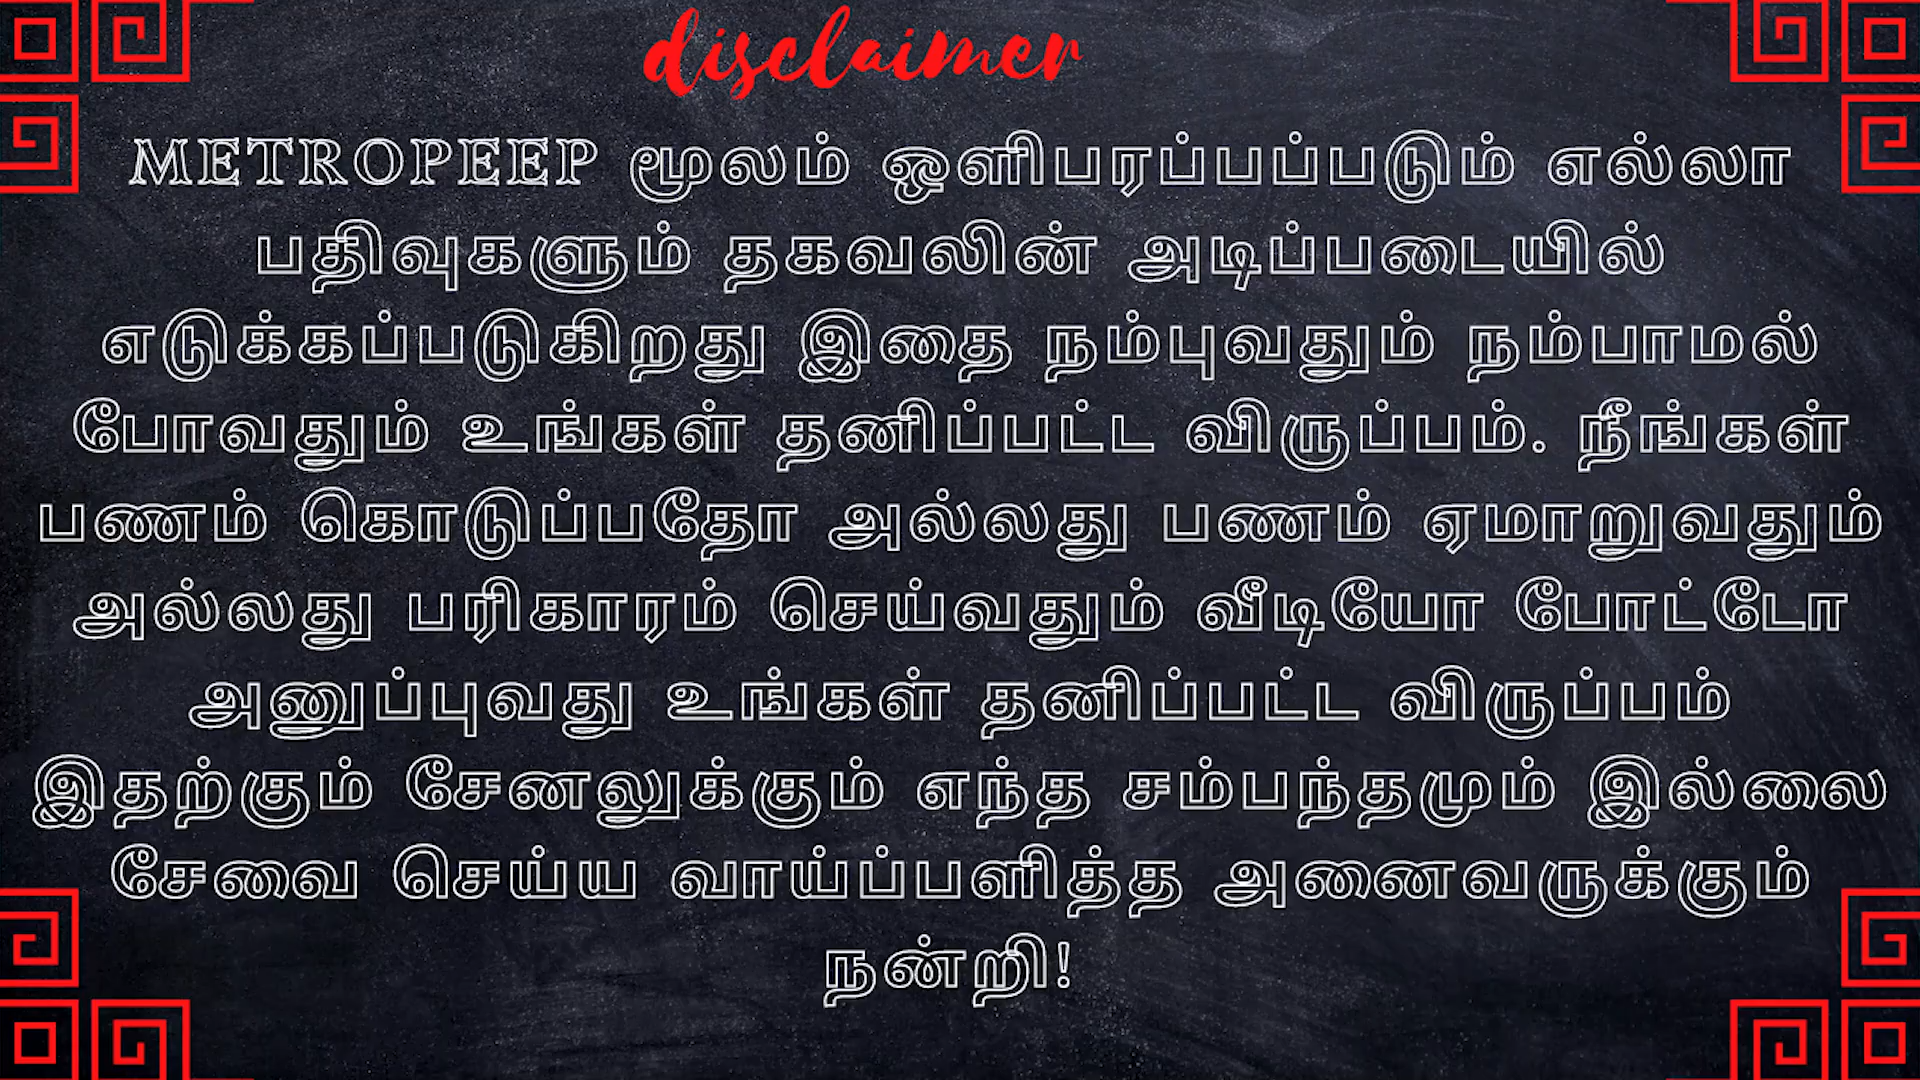 disclaimer
METROPEEP மூலம் ஒளிபரப்பப்படும் எல்லா
பதிவுகளும் தகவலின் அடிப்படையில்
எடுக்கப்படுகிறது இதை நம்புவதும் நம்பாமல்
போவதும் உங்கள் தனிப்பட்ட விருப்பம். நீங்கள்
பணம் கொடுப்பதோ அல்லது பணம் ஏமாறுவதும்
அல்லது பரிகாரம் செய்வதும் வீடியோ போட்டோ
அனுப்புவது உங்கள் தனிப்பட்ட விருப்பம்
இதற்கும் சேனலுக்கும் எந்த சம்பந்தமும் இல்லை
சேவை செய்ய வாய்ப்பளித்த அனைவருக்கும்
நன்றி!